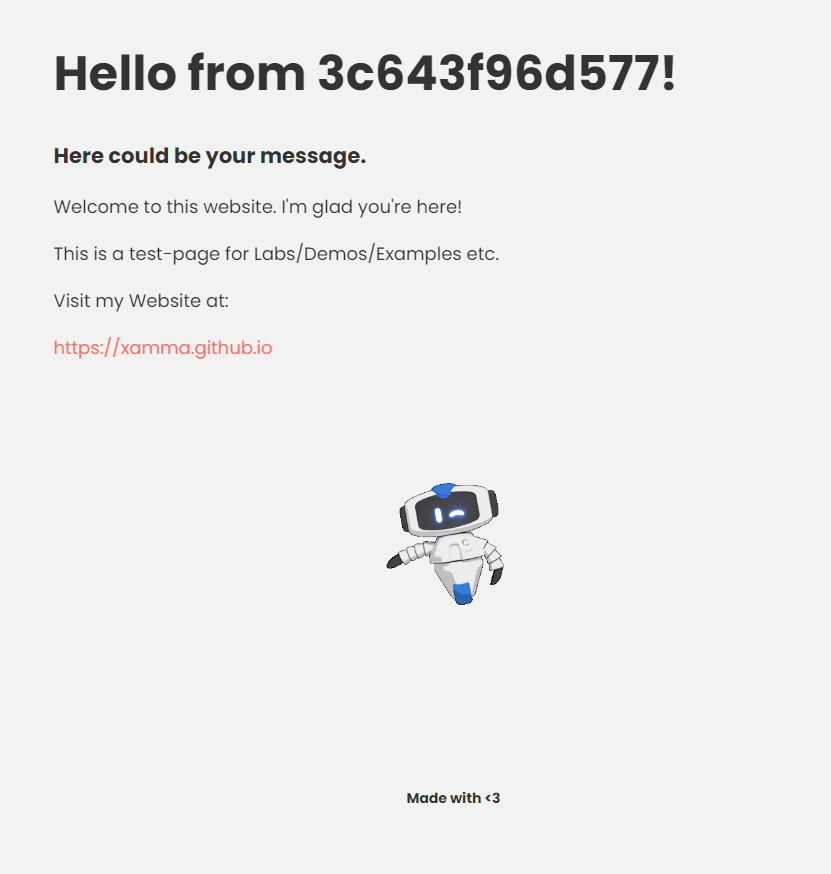 Hello from 3c643f96d577!
Here could be your message.
Welcome to this website. I'm glad you're here!
This is a test-page for Labs/Demos/Examples etc.
Visit my Website at:
https://xamma.github.io
C
Made with <3